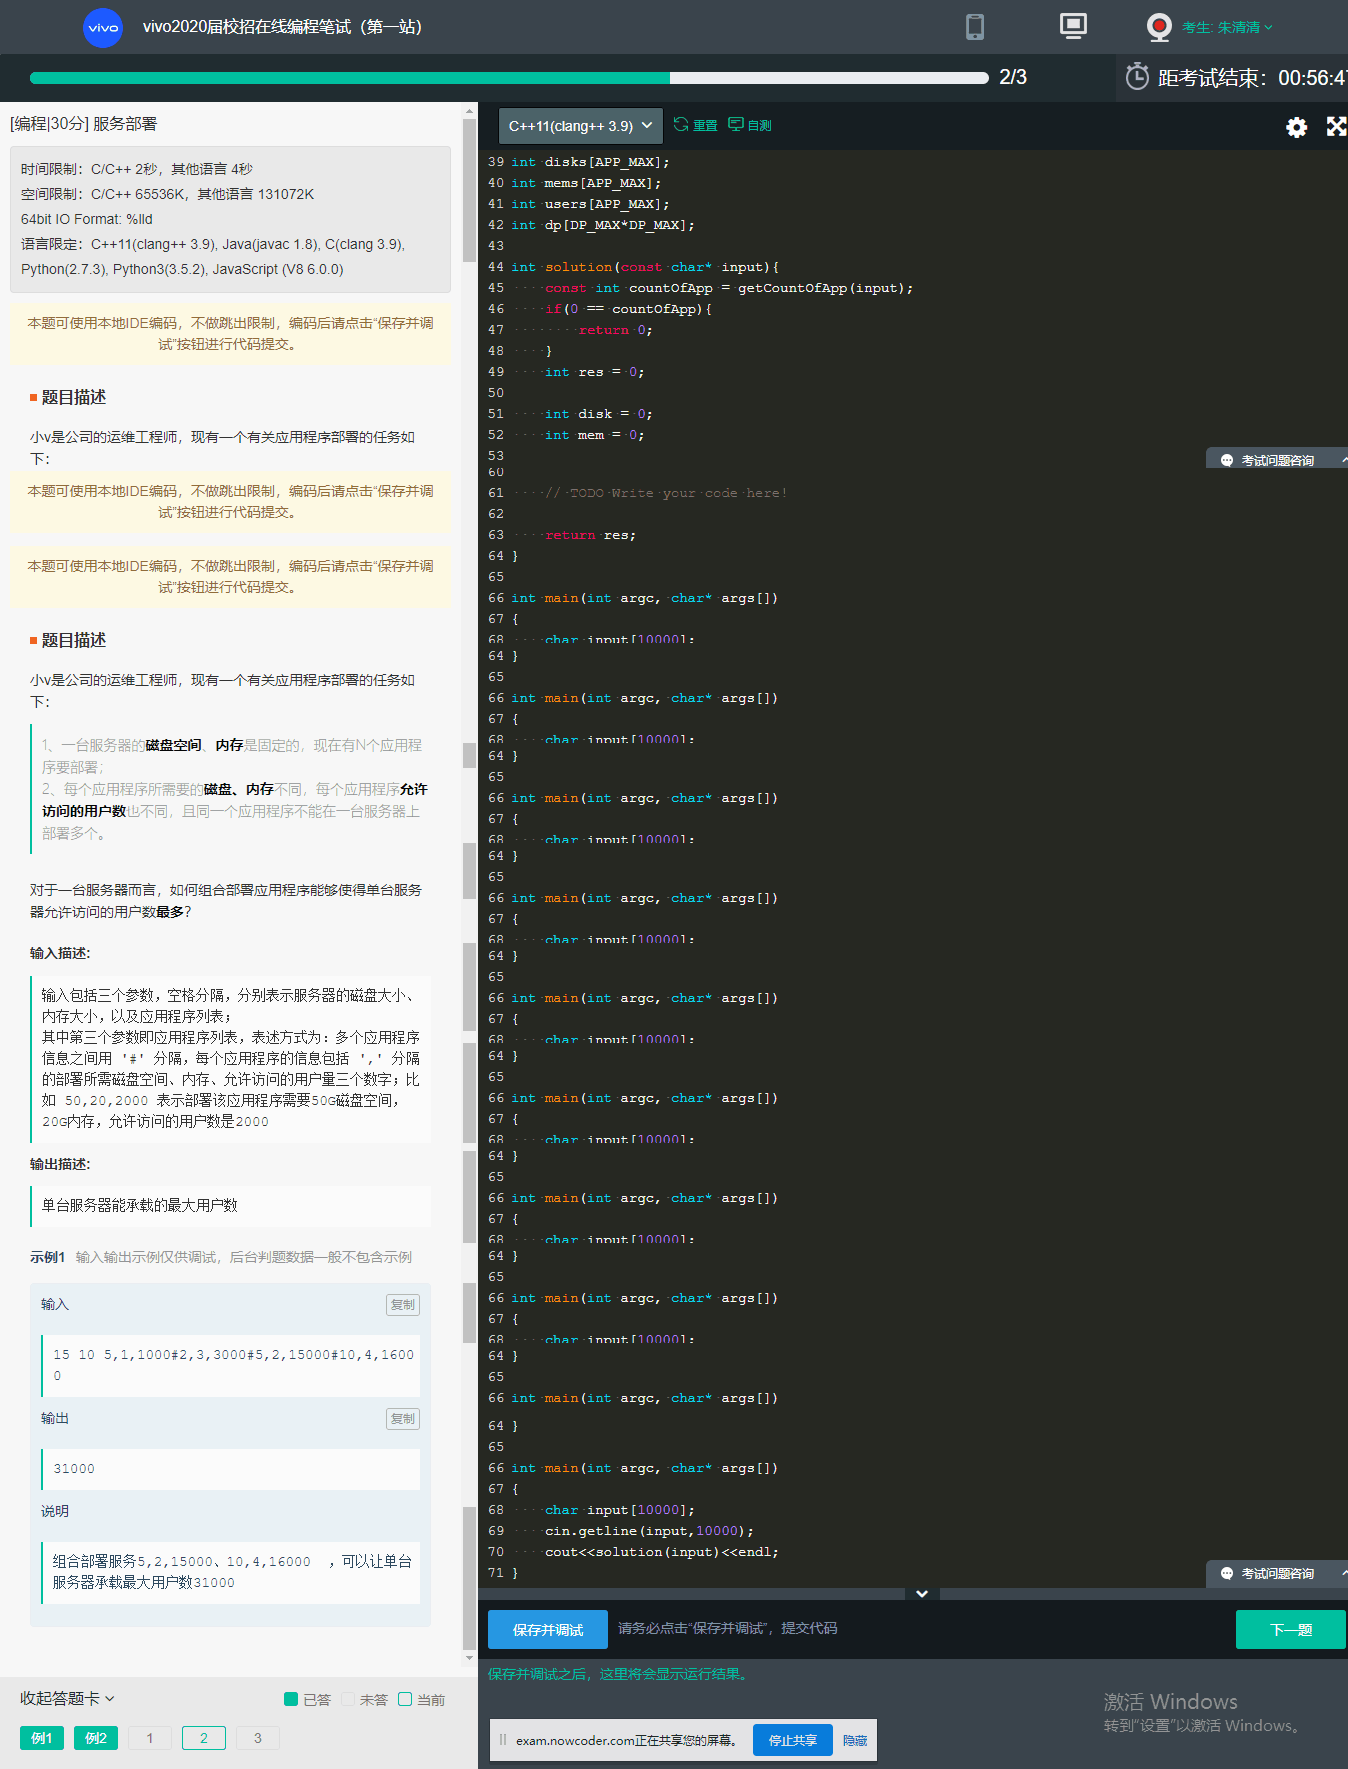 vivo vivo2020届校招在线编程笔试（第一站）
考生: 朱清清
2/3
距考试结束：00:56:47
[编程|30分] 服务部署
时间限制：C/C++ 2秒，其他语言 4秒
空间限制：C/C++ 65536K，其他语言 131072K
64bit IO Format: %lld
语言限定：C++11(clang++ 3.9), Java(javac 1.8), C(clang 3.9),
Python(2.7.3), Python3(3.5.2), JavaScript (V8 6.0.0)
本题可使用本地IDE编码，不做跳出限制，编码后请点击“保存并调
试”按钮进行代码提交。
题目描述
小v是公司的运维工程师，现有一个有关应用程序部署的任务如
下：
本题可使用本地IDE编码，不做跳出限制，编码后请点击“保存并调
试”按钮进行代码提交。
本题可使用本地IDE编码，不做跳出限制，编码后请点击“保存并调
试”按钮进行代码提交。
题目描述
小v是公司的运维工程师，现有一个有关应用程序部署的任务如
下：
1、一台服务器的磁盘空间、内存是固定的，现在有N个应用程
序要部署；
2、每个应用程序所需要的磁盘、内存不同，每个应用程序允许
访问的用户数也不同，且同一个应用程序不能在一台服务器上
部署多个。
对于一台服务器而言，如何组合部署应用程序能够使得单台服务
器允许访问的用户数最多？
输入描述:
输入包括三个参数，空格分隔，分别表示服务器的磁盘大小、
内存大小，以及应用程序列表；
其中第三个参数即应用程序列表，表述方式为：多个应用程序
信息之间用 '#' 分隔，每个应用程序的信息包括 ',' 分隔
的部署所需磁盘空间、内存、允许访问的用户量三个数字；比
如 50,20,2000 表示部署该应用程序需要50G磁盘空间，
20G内存，允许访问的用户数是2000
输出描述:
单台服务器能承载的最大用户数
示例1 输入输出示例仅供调试，后台判题数据一般不包含示例
输入 复制
15 10 5,1,1000#2,3,3000#5,2,15000#10,4,1600
0
输出 复制
31000
说明
组合部署服务5,2,15000、10,4,16000 ，可以让单台
服务器承载最大用户数31000
收起答题卡 已答 未答 当前
例1 例2 1 2 3
C++11(clang++ 3.9) 重置 自测
39 int disks[APP_MAX];
40 int mems[APP_MAX];
41 int users[APP_MAX];
42 int dp[DP_MAX*DP_MAX];
43
44 int solution(const char* input){
45 const int countOfApp = getCountOfApp(input);
46 if(0 == countOfApp){
47 return 0;
48 }
49 int res = 0;
50
51 int disk = 0;
52 int mem = 0;
53
考试问题咨询
60
61 // TODO Write your code here!
62
63 return res;
64 }
65
66 int main(int argc, char* args[])
67 {
68 char input[10000];
64 }
65
66 int main(int argc, char* args[])
67 {
68 char input[10000];
64 }
65
66 int main(int argc, char* args[])
67 {
68 char input[10000];
64 }
65
66 int main(int argc, char* args[])
67 {
68 char input[10000];
64 }
65
66 int main(int argc, char* args[])
67 {
68 char input[10000];
64 }
65
66 int main(int argc, char* args[])
67 {
68 char input[10000];
64 }
65
66 int main(int argc, char* args[])
67 {
68 char input[10000];
64 }
65
66 int main(int argc, char* args[])
67 {
68 char input[10000];
64 }
65
66 int main(int argc, char* args[])
64 }
65
66 int main(int argc, char* args[])
67 {
68 char input[10000];
69 cin.getline(input,10000);
70 cout<<solution(input)<<endl;
71 }
考试问题咨询
保存并调试 请务必点击“保存并调试”，提交代码 下一题
保存并调试之后，这里将会显示运行结果。
激活 Windows
转到“设置”以激活 Windows。
exam.nowcoder.com正在共享您的屏幕。 停止共享 隐藏